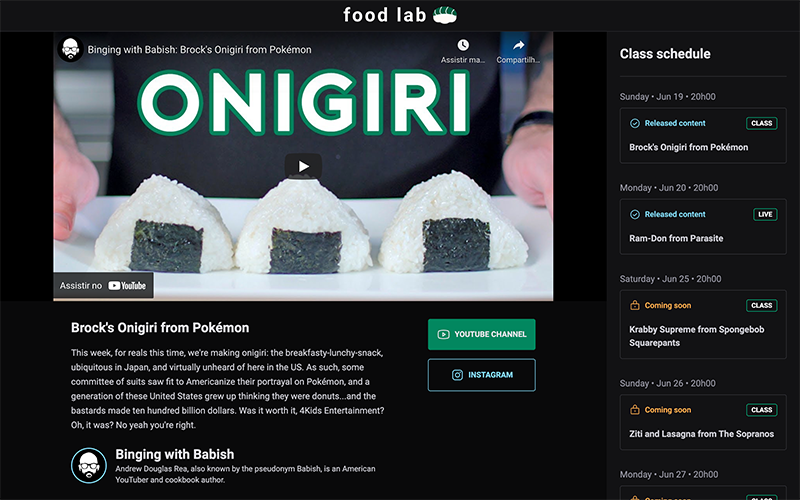 food lab
Binging with Babish: Brock's Onigiri from Pokémon
Assistir ma...
Compartilh...
ONIGIRI
Assistir no YouTube
Brock's Onigiri from Pokémon
This week, for reals this time, we're making onigiri: the breakfasty-lunchy-snack,
ubiquitous in Japan, and virtually unheard of here in the US. As such, some
committee of suits saw fit to Americanize their portrayal on Pokémon, and a
generation of these United States grew up thinking they were donuts...and the
bastards made ten hundred billion dollars. Was it worth it, 4Kids Entertainment?
Oh, it was? No yeah you're right.
YOUTUBE CHANNEL
INSTAGRAM
Binging with Babish
Andrew Douglas Rea, also known by the pseudonym Babish, is an American
YouTuber and cookbook author.
Class schedule
Sunday • Jun 19 • 20h00
Released content CLASS
Brock's Onigiri from Pokémon
Monday • Jun 20 • 20h00
Released content LIVE
Ram-Don from Parasite
Saturday • Jun 25 • 20h00
Coming soon CLASS
Krabby Supreme from Spongebob
Squarepants
Sunday • Jun 26 • 20h00
Coming soon CLASS
Ziti and Lasagna from The Sopranos
Monday • Jun 27 • 20h00